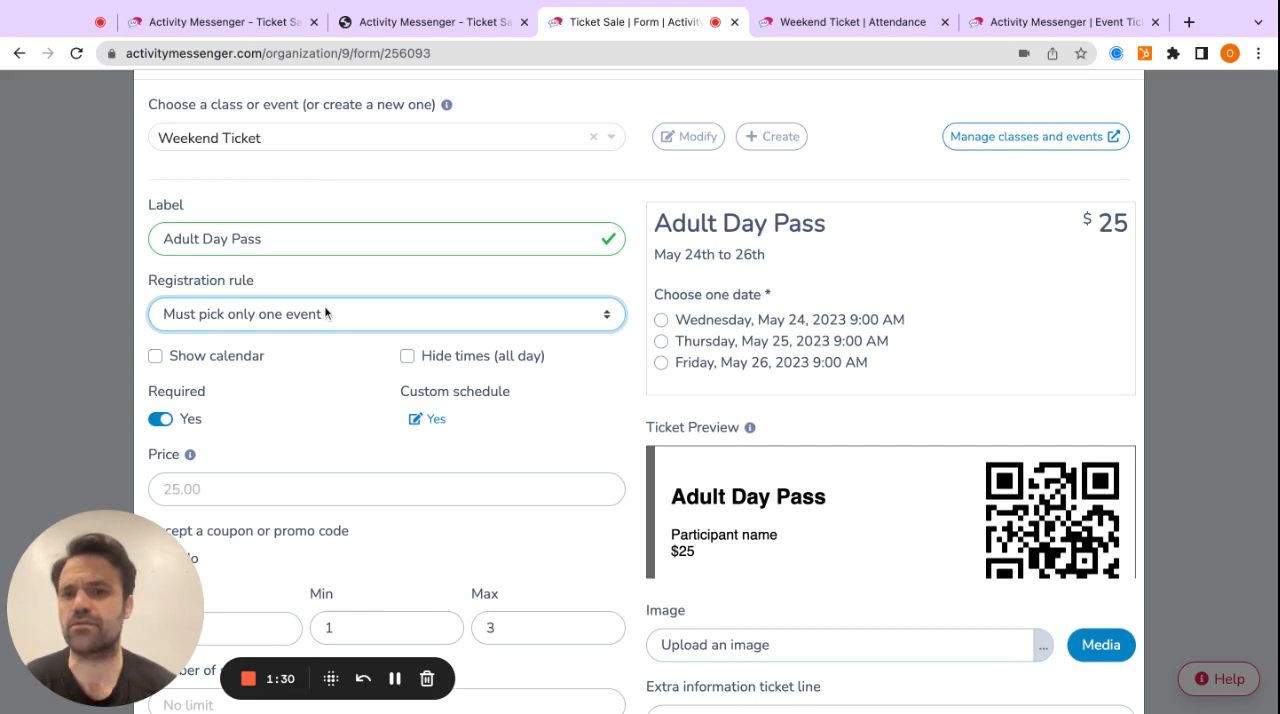 Activity Messenger - Ticket Sa
Activity Messenger - Ticket Sa
Ticket Sale | Form | Activity
Weekend Ticket | Attendance
Activity Messenger | Event Tic
activitymessenger.com/organization/9/form/256093
O
Choose a class or event (or create a new one)
Weekend Ticket
Modify
Create
Manage classes and events
Label
Adult Day Pass
Registration rule
Must pick only one event
Show calendar
Hide times (all day)
Required
Custom schedule
Yes
Yes
Price
25.00
cept a coupon or promo code
Min
Max
1
3
No limit
Adult Day Pass
$ 25
May 24th to 26th
Choose one date *
Wednesday, May 24, 2023 9:00 AM
Thursday, May 25, 2023 9:00 AM
Friday, May 26, 2023 9:00 AM
Ticket Preview
Adult Day Pass
Participant name
$25
Image
Upload an image
...
Media
Extra information ticket line
Help
1:30